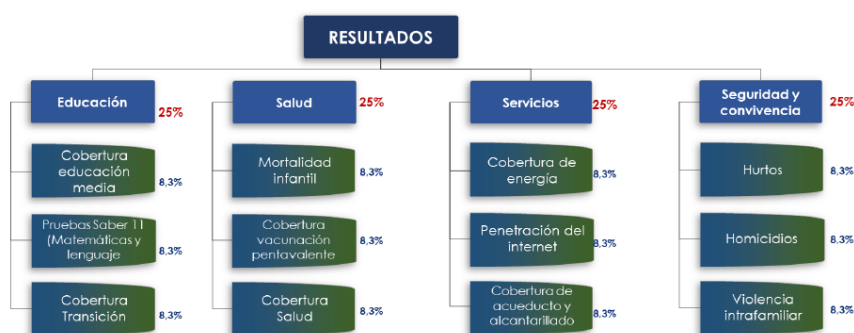 RESULTADOS
Educación
25%
Cobertura
educación
media
8,3%
Pruebas Saber 11
(Matemáticas y
lenguaje
8,3%
Cobertura
Transición
8,3%
Salud
25%
Mortalidad
infantil
8,3%
Cobertura
vacunación
pentavalente
8,3%
Cobertura
Salud
8,3%
Servicios
25%
Cobertura de
energía
8,3%
Penetración del
internet
8,3%
Cobertura de
acueducto y
alcantarillado
8,3%
Seguridad y
convivencia
25%
Hurtos
8,3%
Homicidios
8,3%
Violencia
intrafamiliar
8,3%